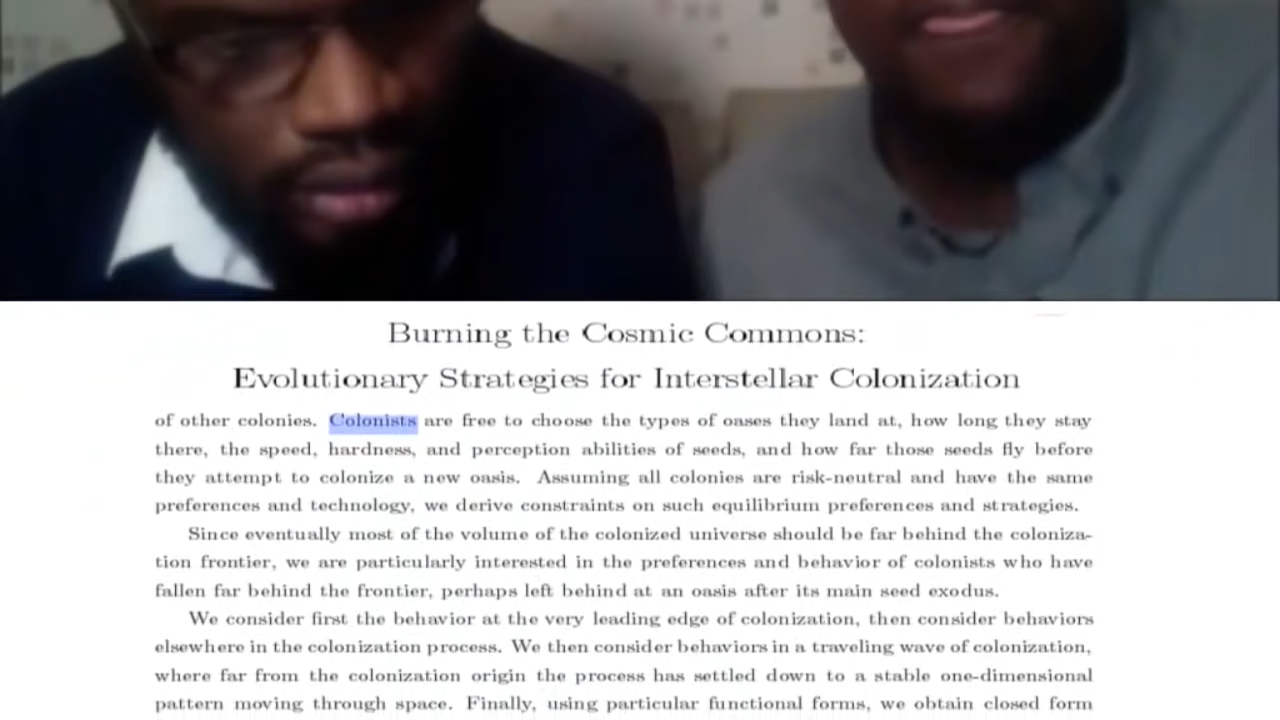 Burning the Cosmic Commons:
Evolutionary Strategies for Interstellar Colonization
of other colonies. Colonists are free to choose the types of oases they land at, how long they stay
there, the speed, hardness, and perception abilities of seeds, and how far those seeds fly before
they attempt to colonize a new oasis. Assuming all colonies are risk-neutral and have the same
preferences and technology, we derive constraints on such equilibrium preferences and strategies.
Since eventually most of the volume of the colonized universe should be far behind the coloniza-
tion frontier, we are particularly interested in the preferences and behavior of colonists who have
fallen far behind the frontier, perhaps left behind at an oasis after its main seed exodus.
We consider first the behavior at the very leading edge of colonization, then consider behaviors
elsewhere in the colonization process. We then consider behaviors in a traveling wave of colonization,
where far from the colonization origin the process has settled down to a stable one-dimensional
pattern moving through space. Finally, using particular functional forms, we obtain closed form